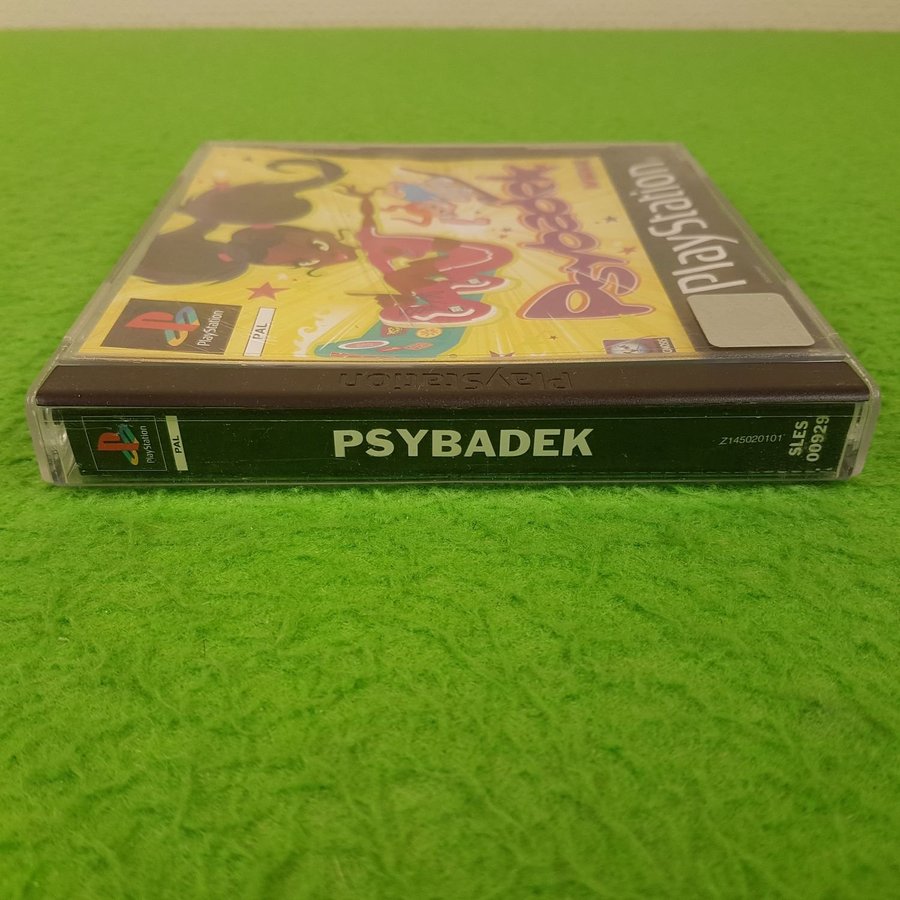 Psybadek
PlayStation
PlayStation
PAL
PlayStation
PlayStation
PAL
PSYBADEK
Z145020101
SLES
00929